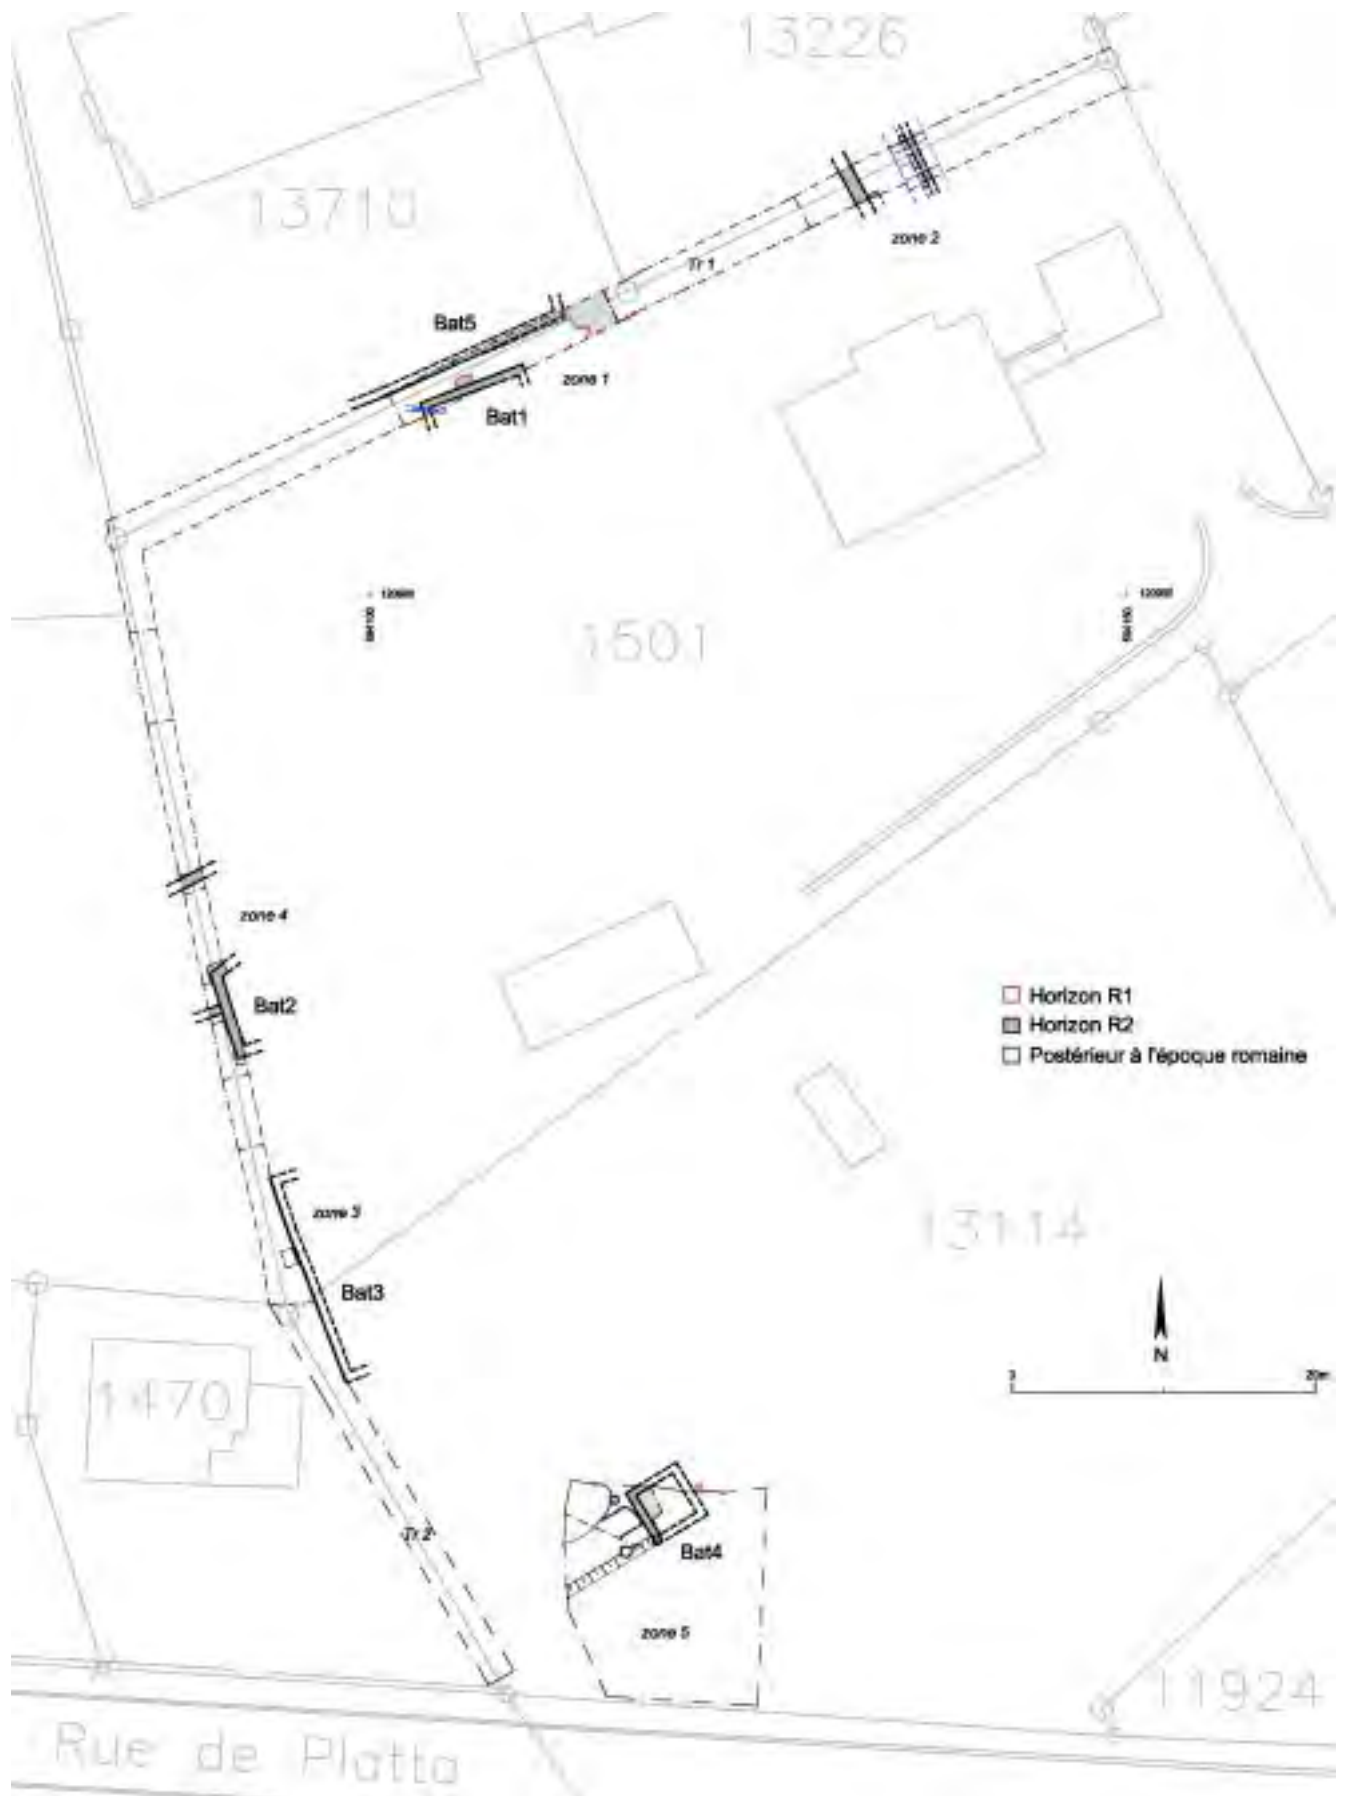 13226
13710
zone 2
Tr 1
Bat5
zone 1
Bat1
1501
zone 4
Bat2
Horizon R1
Horizon R2
Postérieur à l'époque romaine
zone 3
13114
Bat3
N
1470
20m
Tr 2
Bat4
zone 5
11924
Rue de Platta